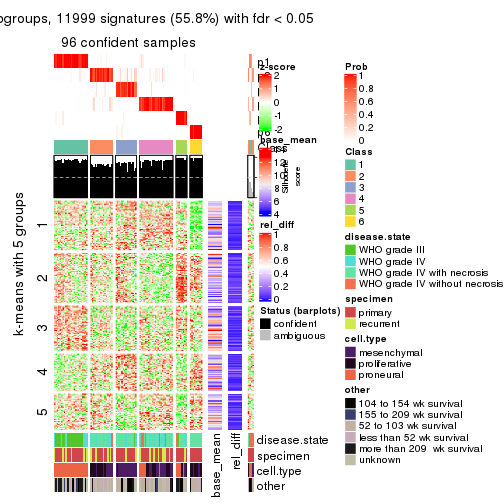 ogroups, 11999 signatures (55.8%) with fdr < 0.05
96 confident samples
p1
z-score
2
1
0
-1
-2
base_mean
14
12
10
8
6
4
Silhouette
score
rel_diff
1
0.8
0.6
0.4
0.2
0
Status (barplots)
confident
ambiguous
Prob
1
0.8
0.6
0.4
0.2
0
Class
1
2
3
4
5
6
disease.state
WHO grade III
WHO grade IV
WHO grade IV with necrosis
WHO grade IV without necrosis
specimen
primary
recurrent
cell.type
mesenchymal
proliferative
proneural
other
104 to 154 wk survival
155 to 209 wk survival
52 to 103 wk survival
less than 52 wk survival
more than 209 wk survival
unknown
k-means with 5 groups
1
2
3
4
5
disease.state
specimen
cell.type
other
base_mean
rel_diff